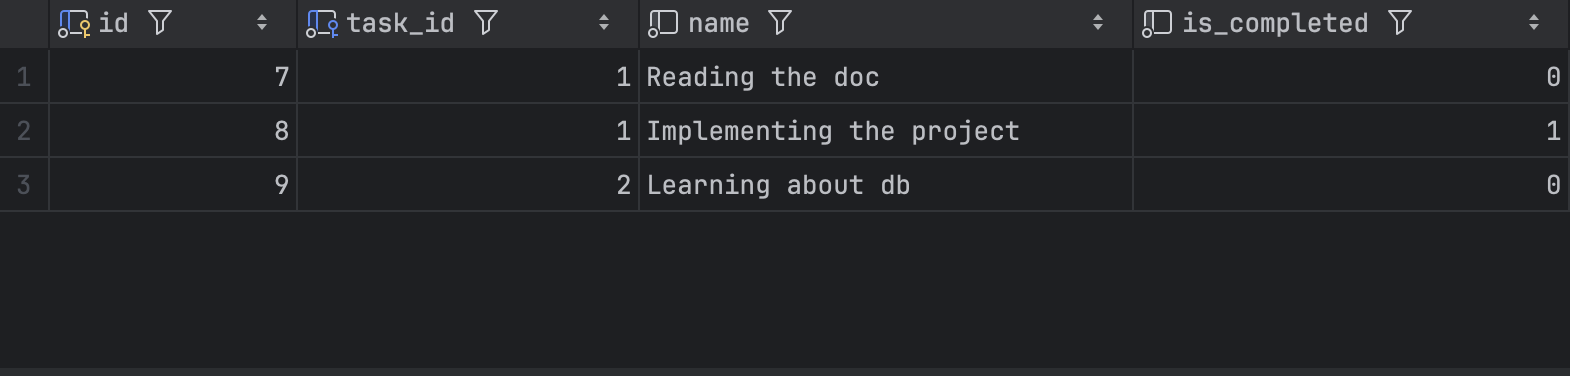 id task_id name is_completed
1 7 1 Reading the doc 0
2 8 1 Implementing the project 1
3 9 2 Learning about db 0